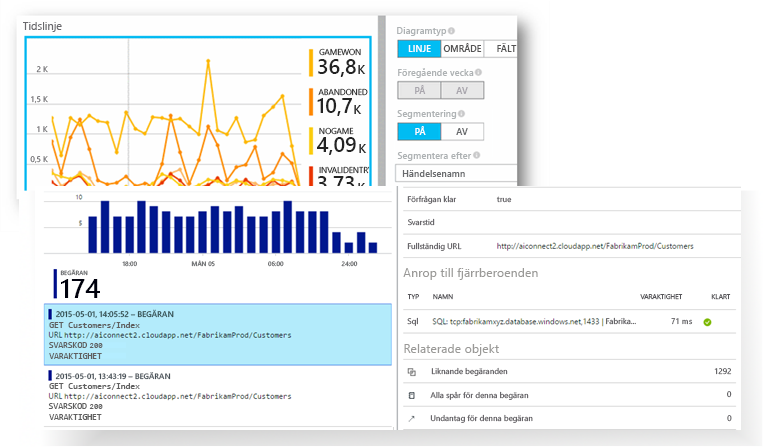 Tidslinje
2 K
1,5 K
1 K
0,5 K
GAMEWON
36,8K
ABANDONED
10,7 K
NOGAME
4,09 K
INVALIDENTR
3,73 K
Diagramtyp
LINJE OMRÅDE FÄLT
Föregående vecka
PÅ AV
Segmentering
PÅ AV
Segmentera efter
Händelsenamn
10
18:00 MÅN 05 06:00 24:00
BEGÄRAN
174
2015-05-01, 14:05:52 – BEGÄRAN
GET Customers/Index
URL http://aiconnect2.cloudapp.net/FabrikamProd/Customers
SVARSKOD 200
VARAKTIGHET
2015-05-01, 13:43:19 – BEGÄRAN
GET Customers/Index
URL http://aiconnect2.cloudapp.net/FabrikamProd/Customers
SVARSKOD 200
VARAKTIGHET
Förfrågan klar true
Svarstid
Fullständig URL http://aiconnect2.cloudapp.net/FabrikamProd/Customers
Anrop till fjärrberoenden
TYP NAMN VARAKTIGHET KLART
Sql SQL: tcp:fabrikamxyz.database.windows.net,1433 | Fabrika... 71 ms
Relaterade objekt
Liknande begäranden 1292
Alla spår för denna begäran 0
Undantag för denna begäran 0